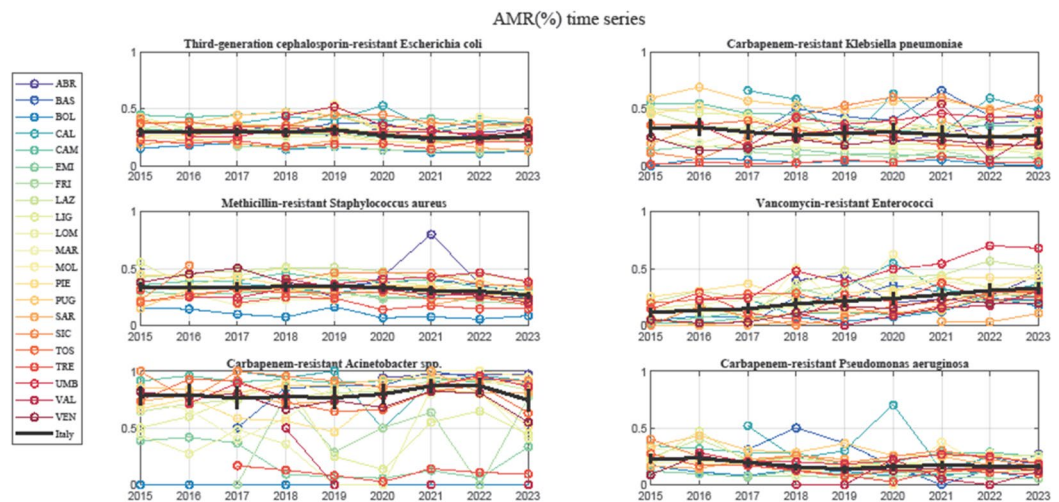 AMR(%) time series
ABR
BAS
BOL
CAL
CAM
EMI
FRI
LAZ
LIG
LOM
MAR
MOL
PIE
PUG
SAR
SIC
TOS
TRE
UMB
VAL
VEN
Italy
Third-generation cephalosporin-resistant Escherichia coli
1
0.5
0
2015 2016 2017 2018 2019 2020 2021 2022 2023
Carbapenem-resistant Klebsiella pneumoniae
1
0.5
0
2015 2016 2017 2018 2019 2020 2021 2022 2023
Methicillin-resistant Staphylococcus aureus
1
0.5
0
2015 2016 2017 2018 2019 2020 2021 2022 2023
Vancomycin-resistant Enterococci
1
0.5
0
2015 2016 2017 2018 2019 2020 2021 2022 2023
Carbapenem-resistant Acinetobacter spp.
1
0.5
0
2015 2016 2017 2018 2019 2020 2021 2022 2023
Carbapenem-resistant Pseudomonas aeruginosa
1
0.5
0
2015 2016 2017 2018 2019 2020 2021 2022 2023